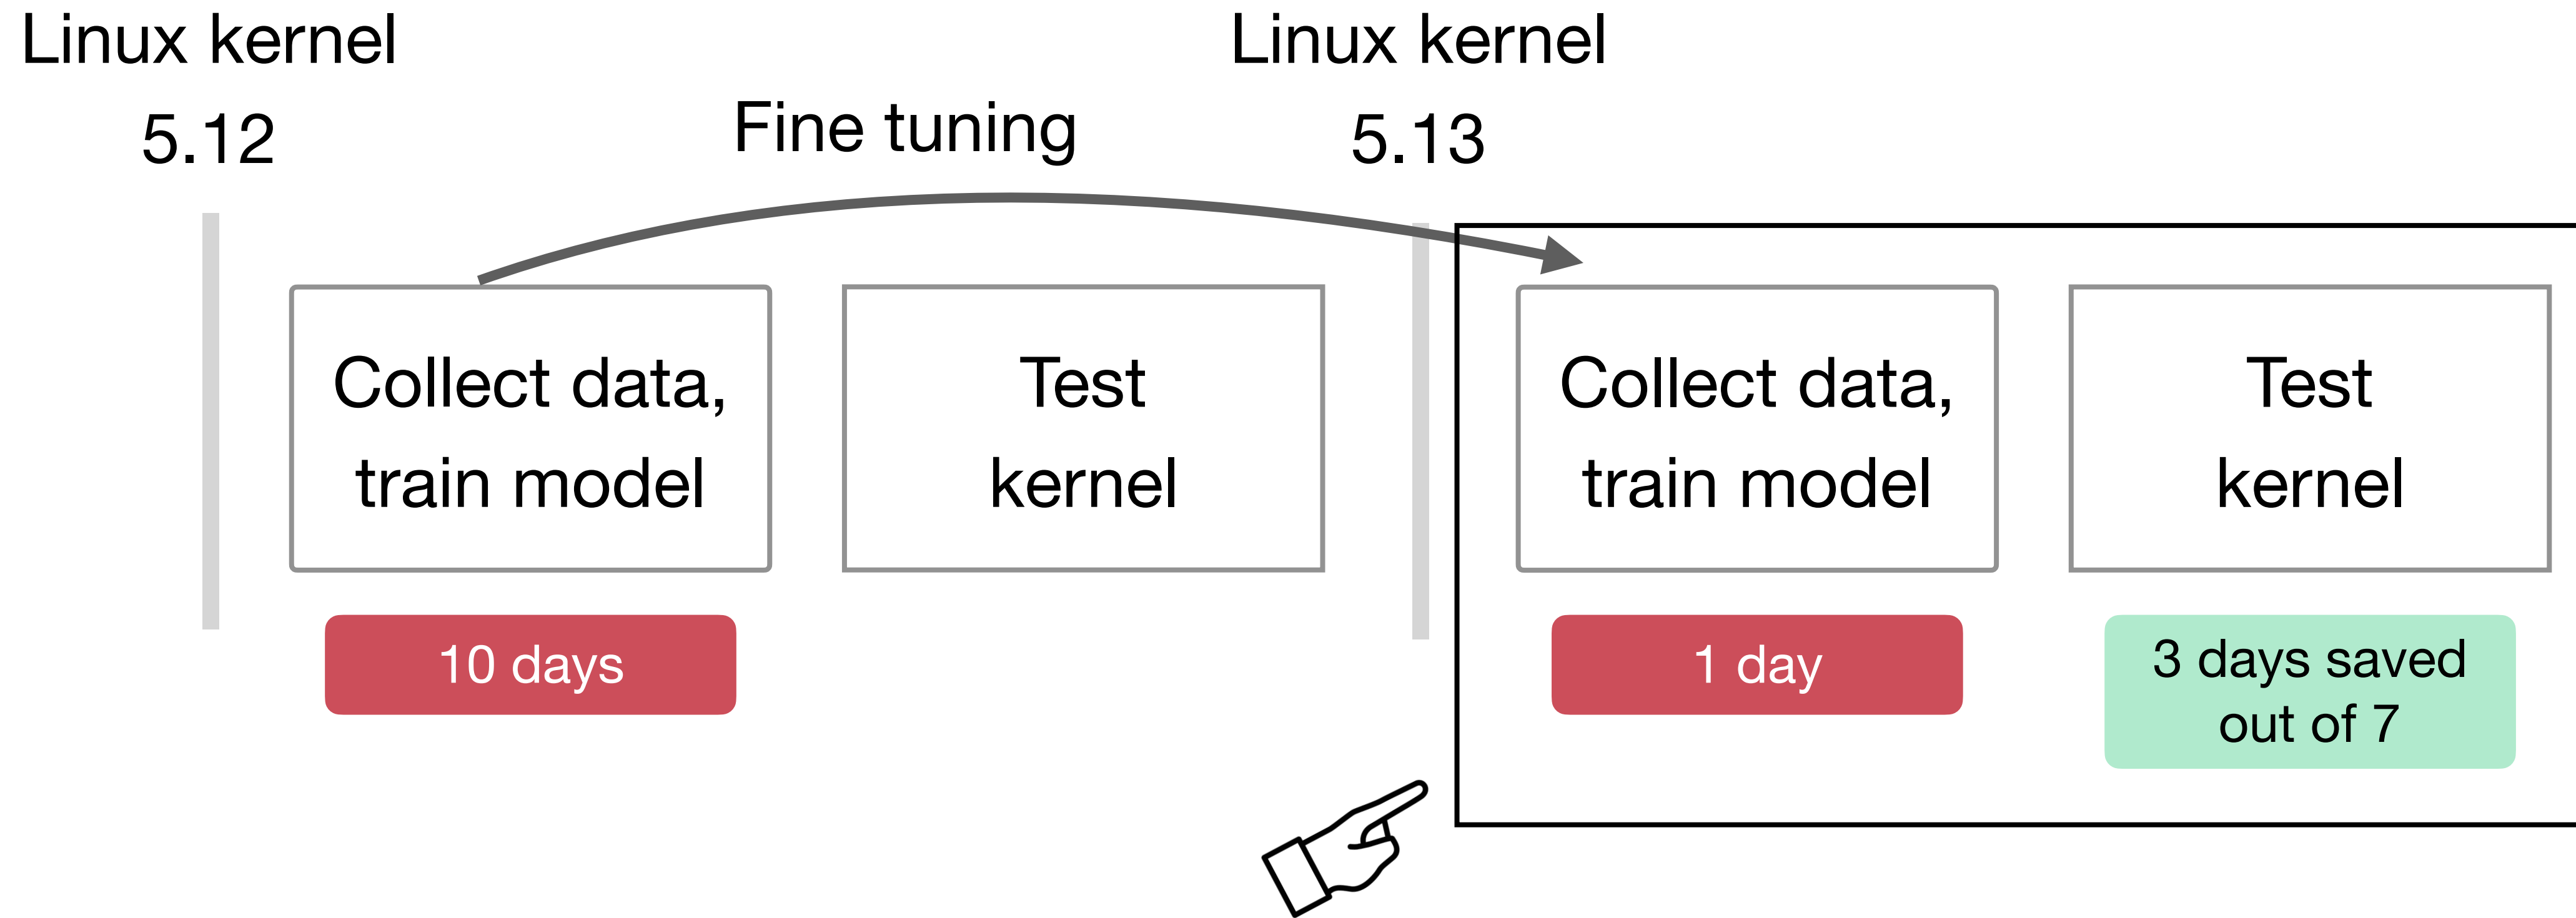 Linux kernel
5.12
Fine tuning
Linux kernel
5.13
Collect data,
train model
Test
kernel
Collect data,
train model
Test
kernel
10 days
1 day
3 days saved
out of 7